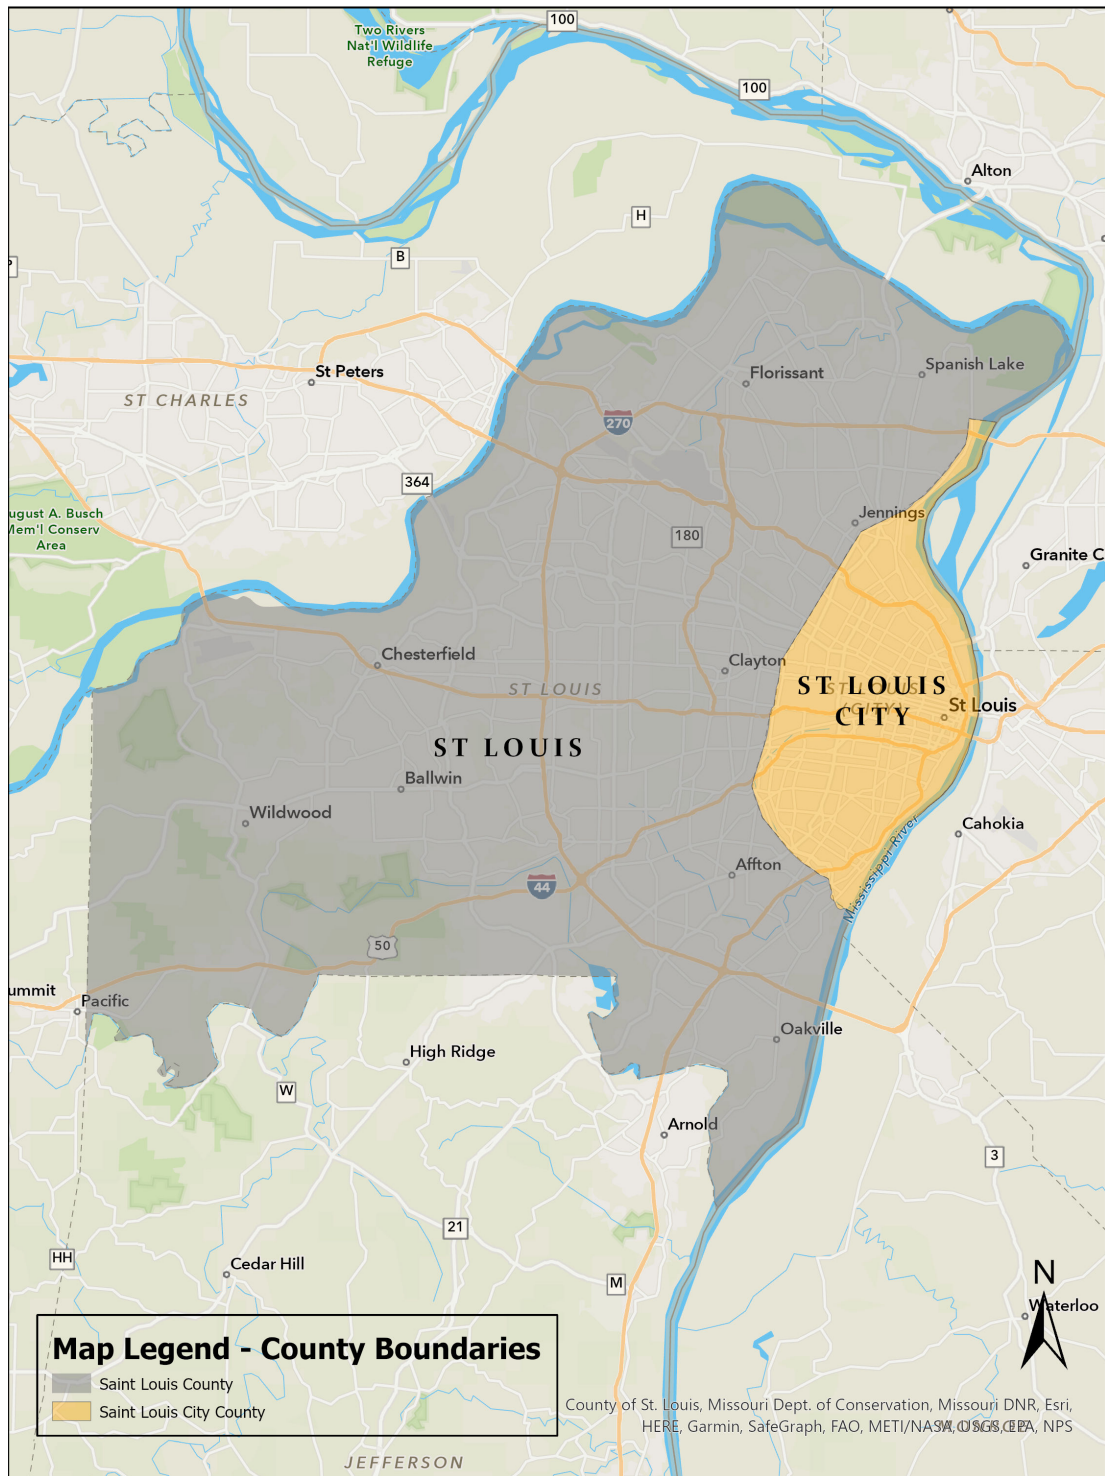 100
Two Rivers
Nat'l Wildlife
Refuge
100
Alton
H
B
St Peters
ST CHARLES
Florissant
Spanish Lake
270
364
ugust A. Busch
Mem'l Conserv
Area
Jennings
180
Granite C
Chesterfield
Clayton
ST LOUIS
ST LOUIS
CITY
ST LOUIS
(CITY)
St Louis
ST LOUIS
Ballwin
Wildwood
Cahokia
Mississippi River
Affton
44
50
ummit
Pacific
Oakville
High Ridge
W
Arnold
3
21
HH
Cedar Hill
M
N
Waterloo
Map Legend - County Boundaries
Saint Louis County
Saint Louis City County
County of St. Louis, Missouri Dept. of Conservation, Missouri DNR, Esri,
HERE, Garmin, SafeGraph, FAO, METI/NASA, USGS, EPA, NPS
JEFFERSON